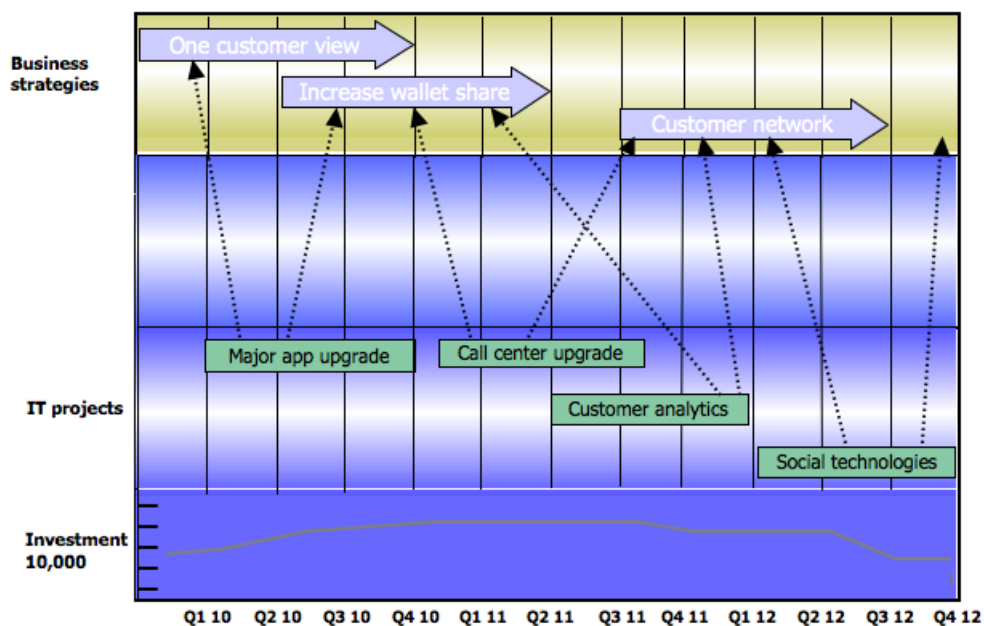 Business
strategies
One customer view
Increase wallet share
Customer network
IT projects
Major app upgrade
Call center upgrade
Customer analytics
Social technologies
Investment
10,000
Q1 10 Q2 10 Q3 10 Q4 10 Q1 11 Q2 11 Q3 11 Q4 11 Q1 12 Q2 12 Q3 12 Q4 12